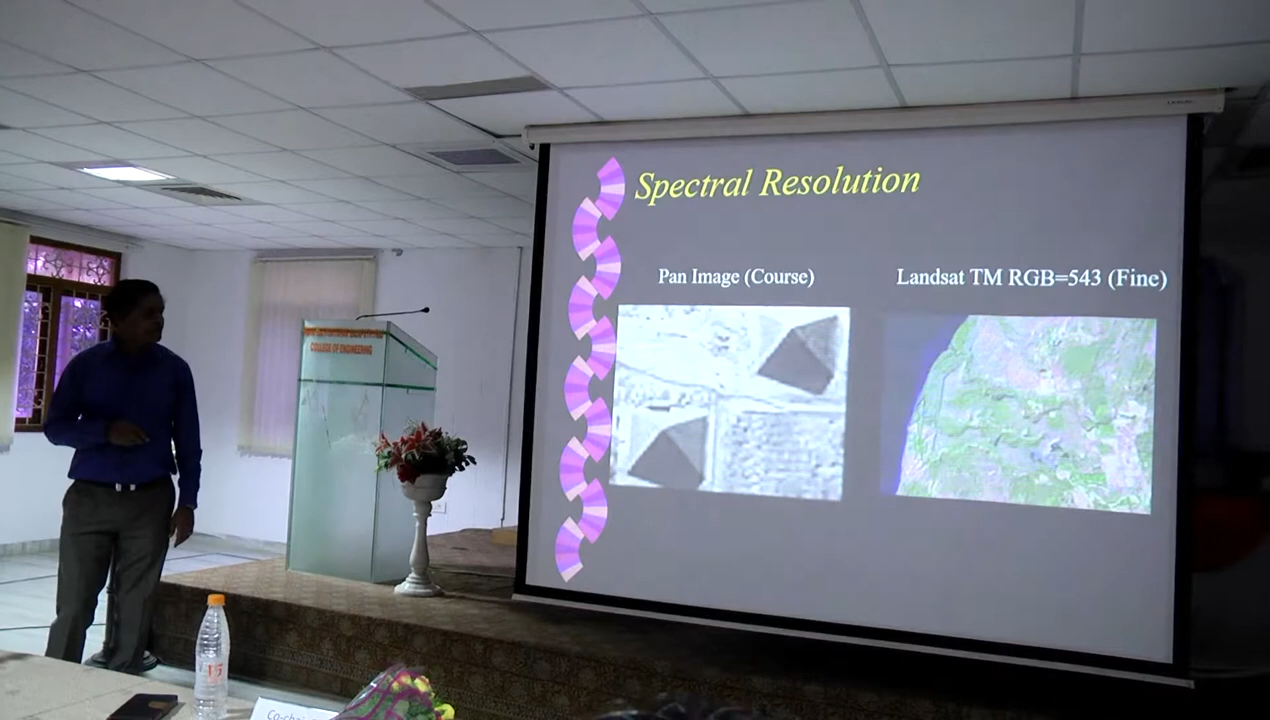 Spectral Resolution
Pan Image (Course)
Landsat TM RGB=543 (Fine)
COLLEGE OF ENGINEERING